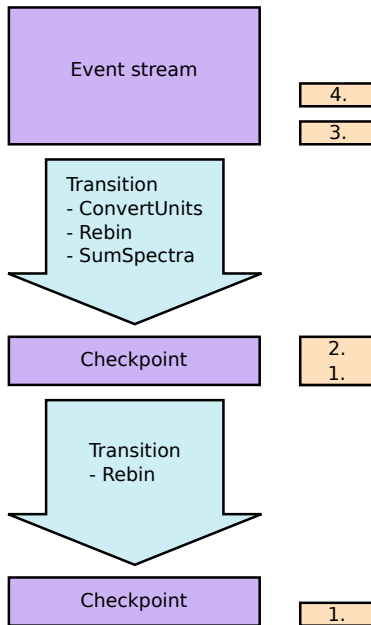 Event stream
4.
3.
Transition
- ConvertUnits
- Rebin
- SumSpectra
Checkpoint
2.
1.
Transition
- Rebin
Checkpoint
1.